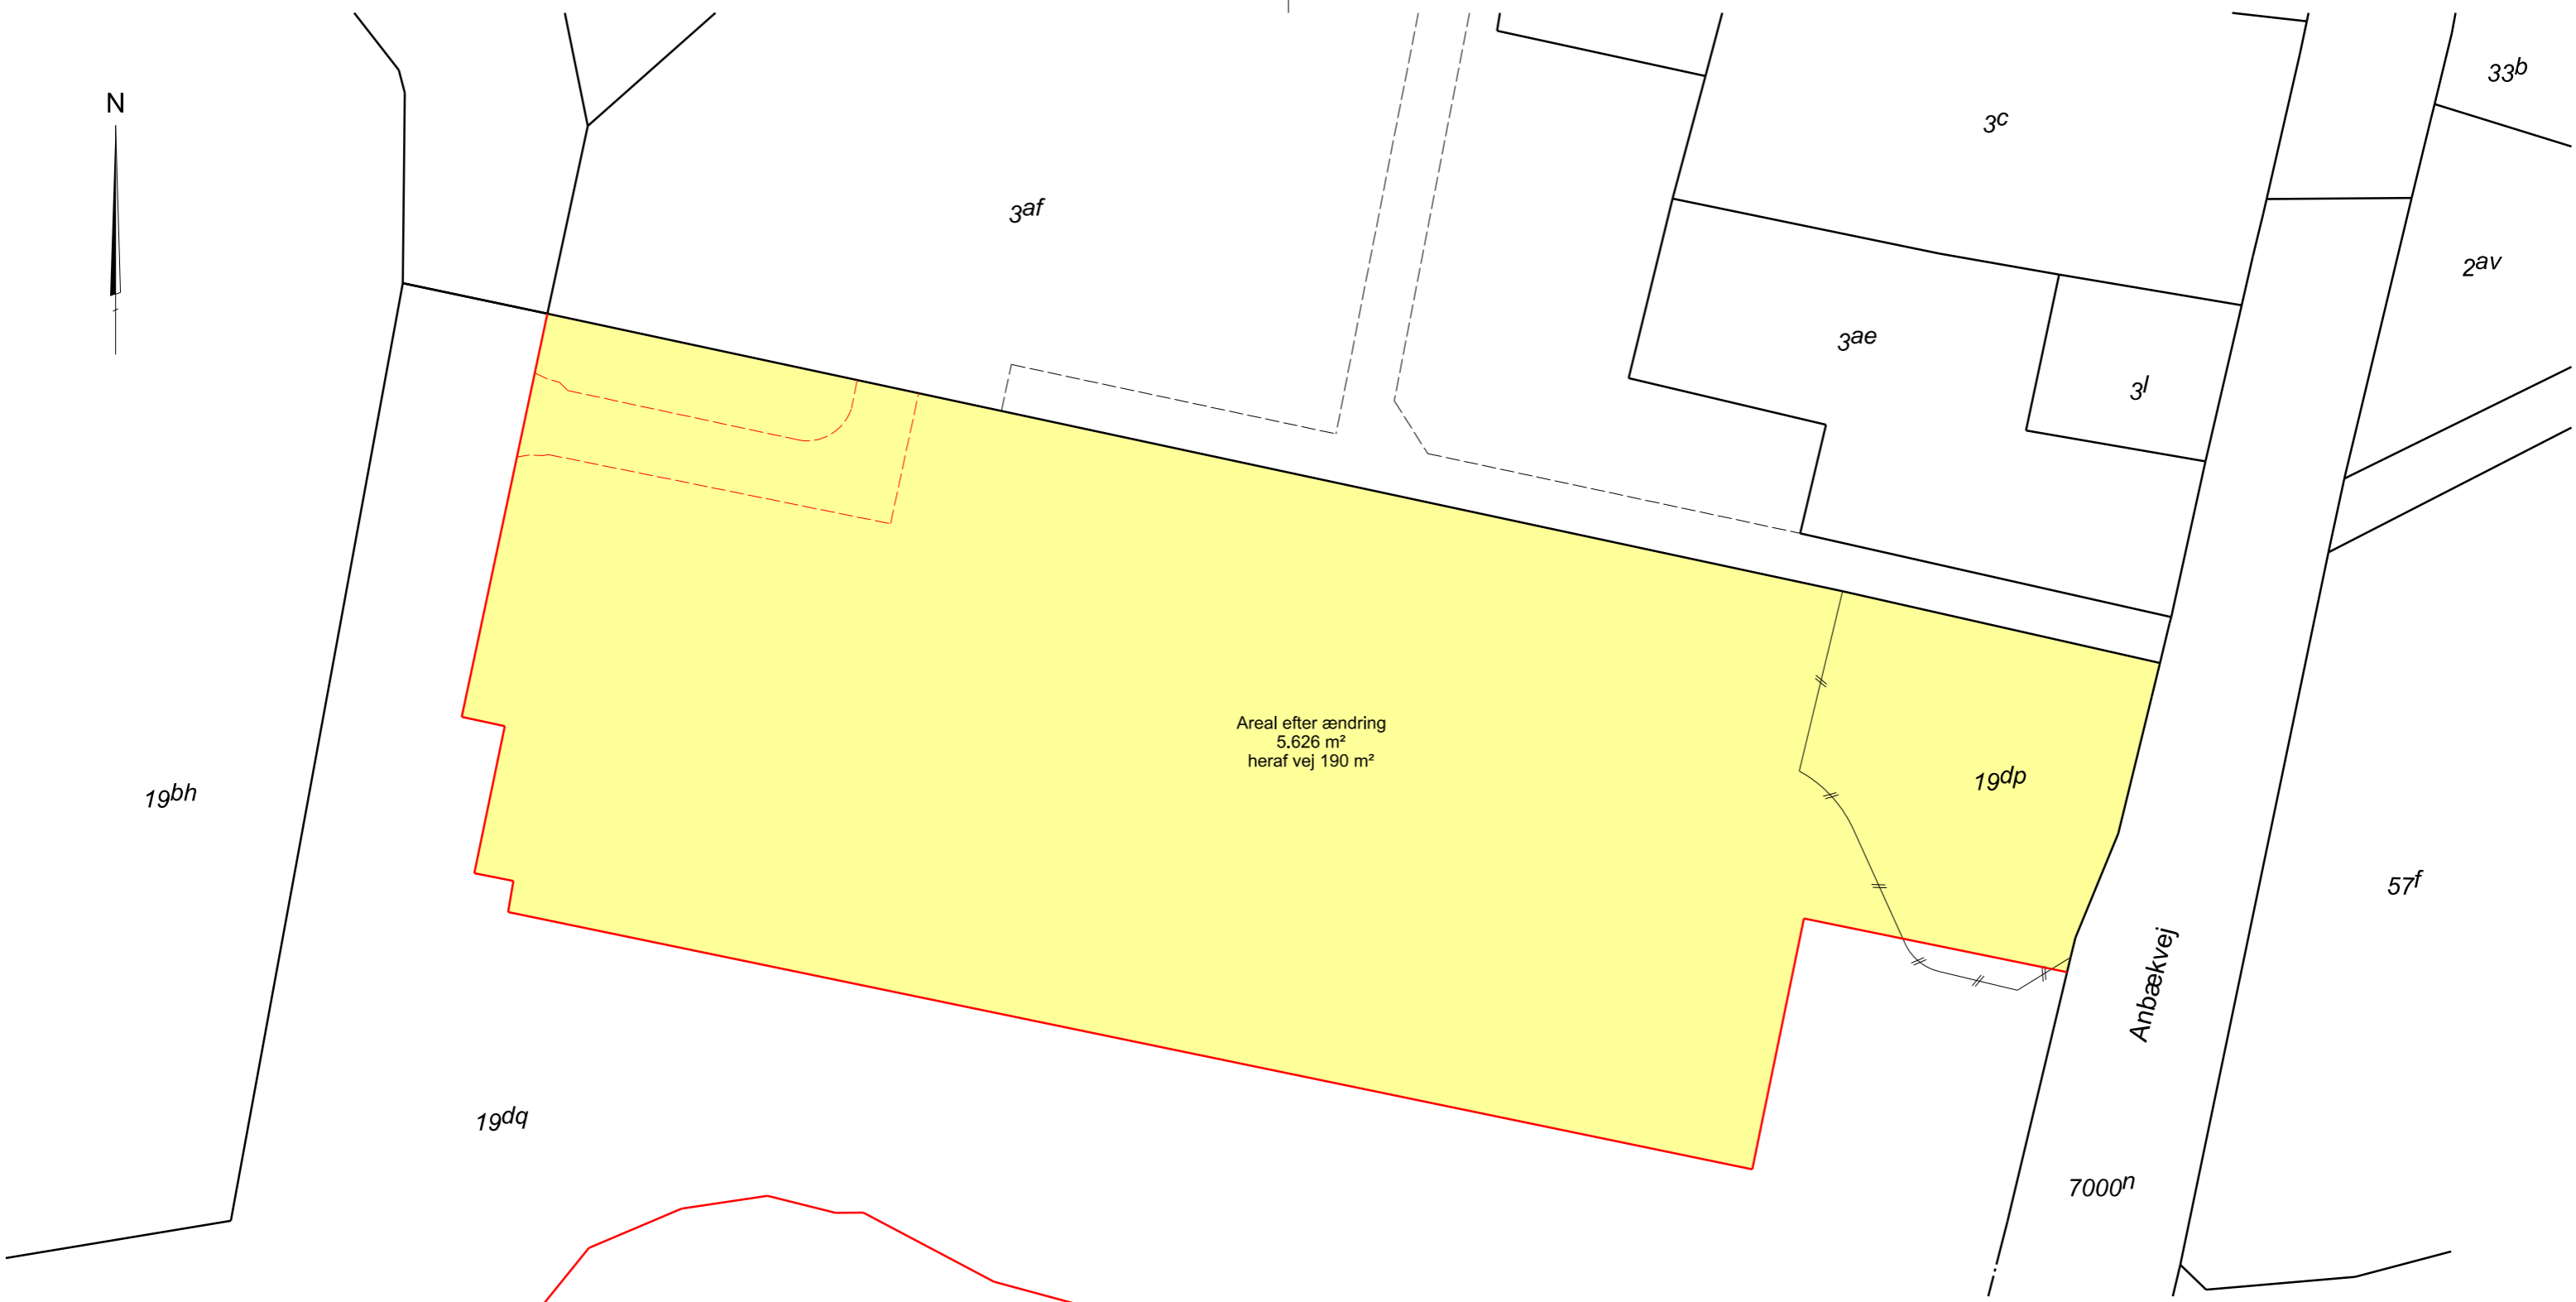 33b
N
3c
3af
2av
3ae
3l
Areal efter ændring
5.626 m²
heraf vej 190 m²
19dp
19bh
57f
Anbækvej
19dq
7000n